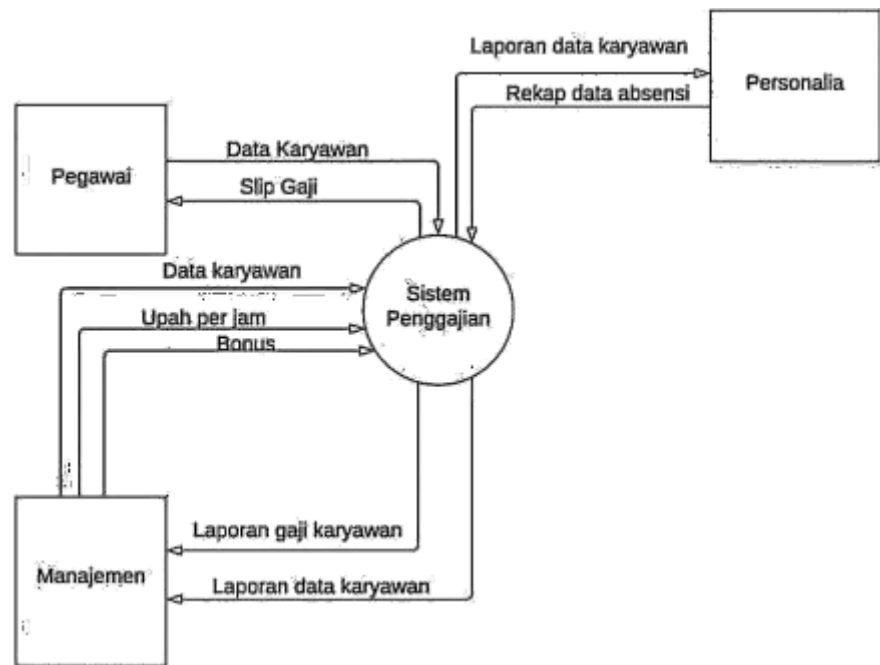 Laporan data karyawan
Personalia
Rekap data absensi
Data Karyawan
Pegawai
Slip Gaji
Data karyawan
Sistem
Penggajian
Upah per jam
Bonus
Laporan gaji karyawan
Manajemen
Laporan data karyawan